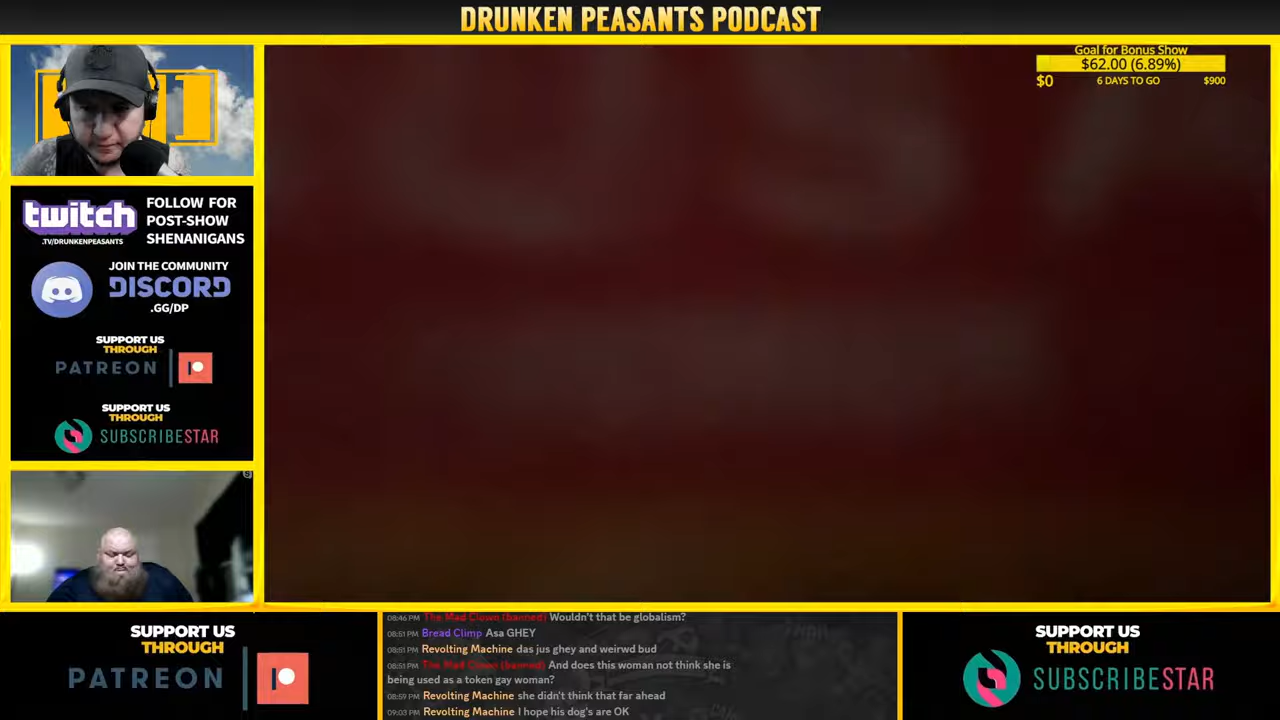 DRUNKEN PEASANTS PODCAST
Goal for Bonus Show
$62.00 (6.89%)
$0
6 DAYS TO GO
$900
twitch
.TV/DRUNKENPEASANTS
FOLLOW FOR
POST-SHOW
SHENANIGANS
JOIN THE COMMUNITY
DISCORD
.GG/DP
SUPPORT US
THROUGH
PATREON
SUPPORT US
THROUGH
SUBSCRIBESTAR
SUPPORT US
THROUGH
PATREON
08:46 PM The Mad Clown (banned) Wouldn't that be globalism?
08:51 PM Bread Climp Asa GHEY
08:51 PM Revolting Machine das jus ghey and weirwd bud
08:51 PM The Mad Clown (banned) And does this woman not think she is
being used as a token gay woman?
08:59 PM Revolting Machine she didn't think that far ahead
09:03 PM Revolting Machine I hope his dog's are OK
SUPPORT US
THROUGH
SUBSCRIBESTAR